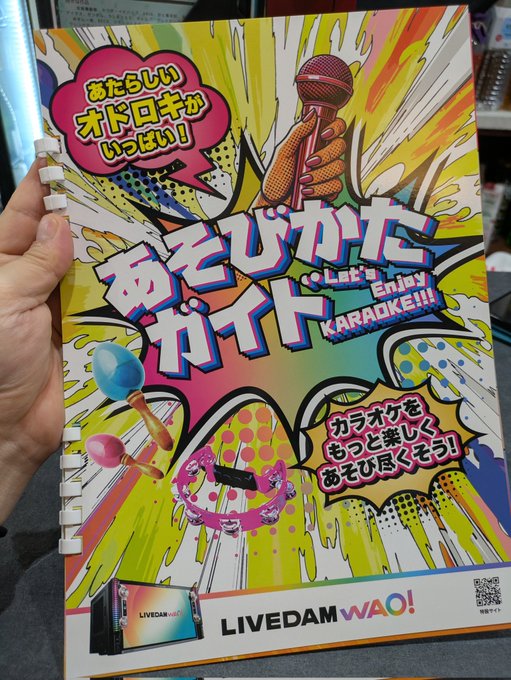 あたらしい
オドロキが
いっぱい！
あそびかた
ガイド
Let's
Enjoy
KARAOKE!!!
カラオケを
もっと楽しく
あそび尽くそう!
LIVEDAM WAO!
LIVEDAM WAO!
特設サイト